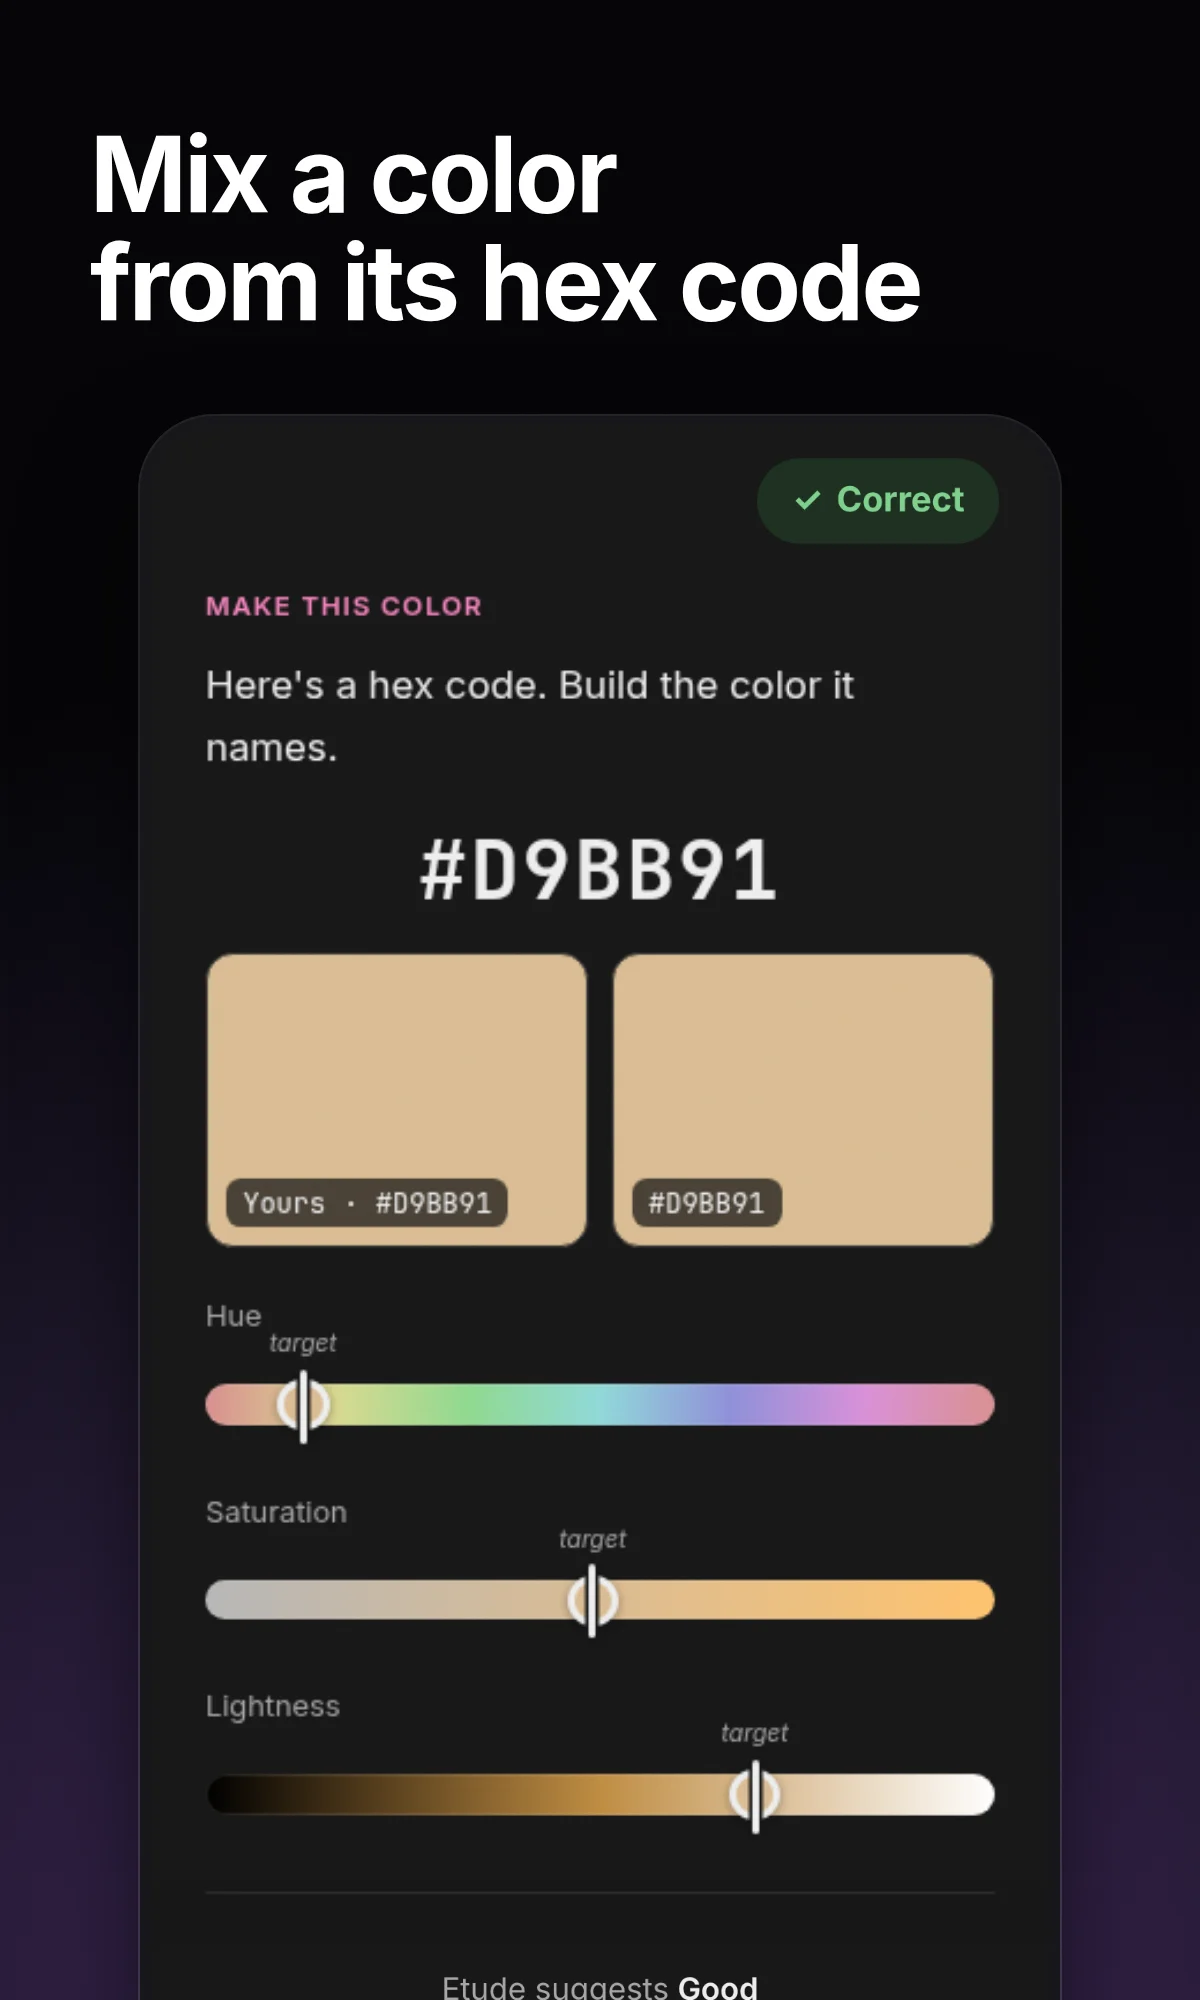 Mix a color
from its hex code
✓ Correct
MAKE THIS COLOR
Here's a hex code. Build the color it
names.
#D9BB91
Yours · #D9BB91
#D9BB91
Hue
target
Saturation
target
Lightness
target
Etude suggests Good